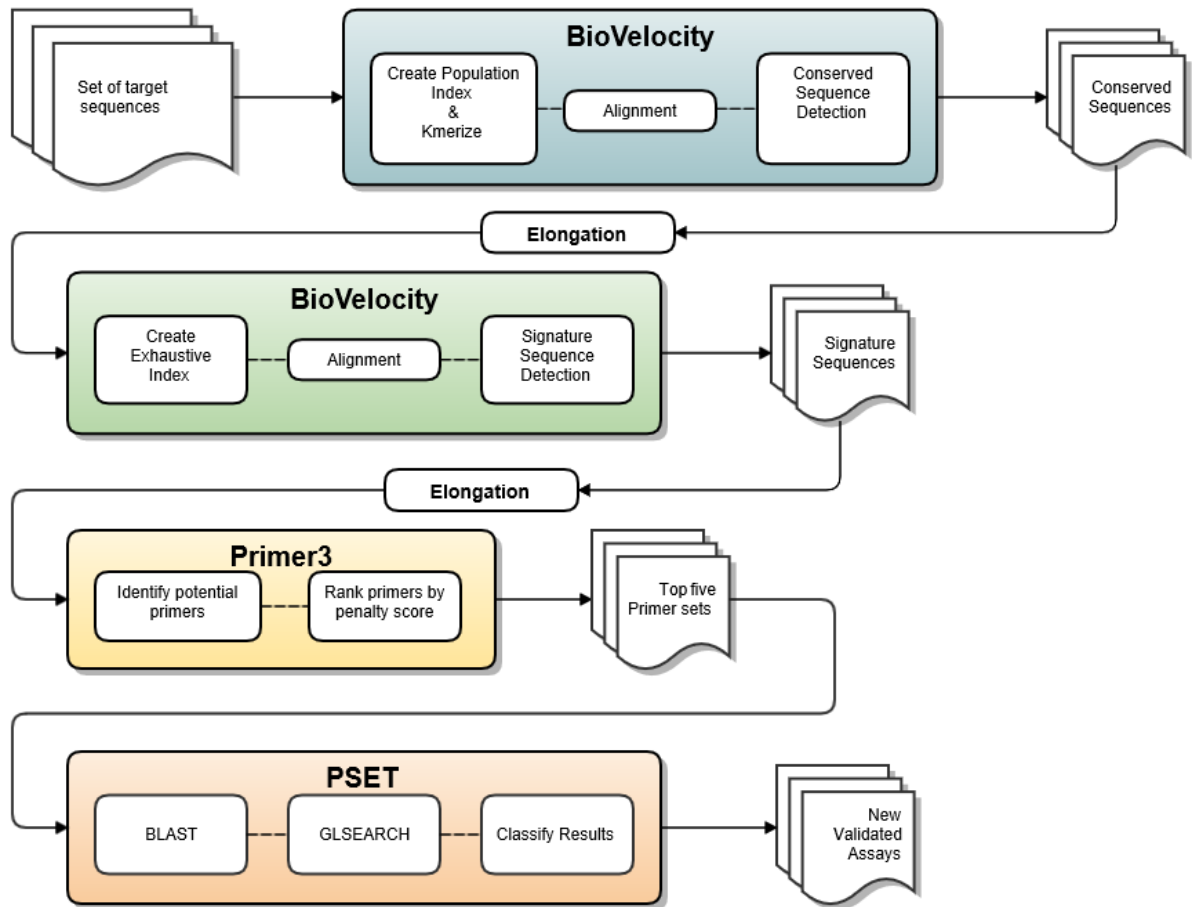 Set of target
sequences
BioVelocity
Create Population
Index
&
Kmerize
Alignment
Conserved
Sequence
Detection
Conserved
Sequences
Elongation
BioVelocity
Create
Exhaustive
Index
Alignment
Signature
Sequence
Detection
Signature
Sequences
Elongation
Primer3
Identify potential
primers
Rank primers by
penalty score
Top five
Primer sets
PSET
BLAST
GLSEARCH
Classify Results
New
Validated
Assays